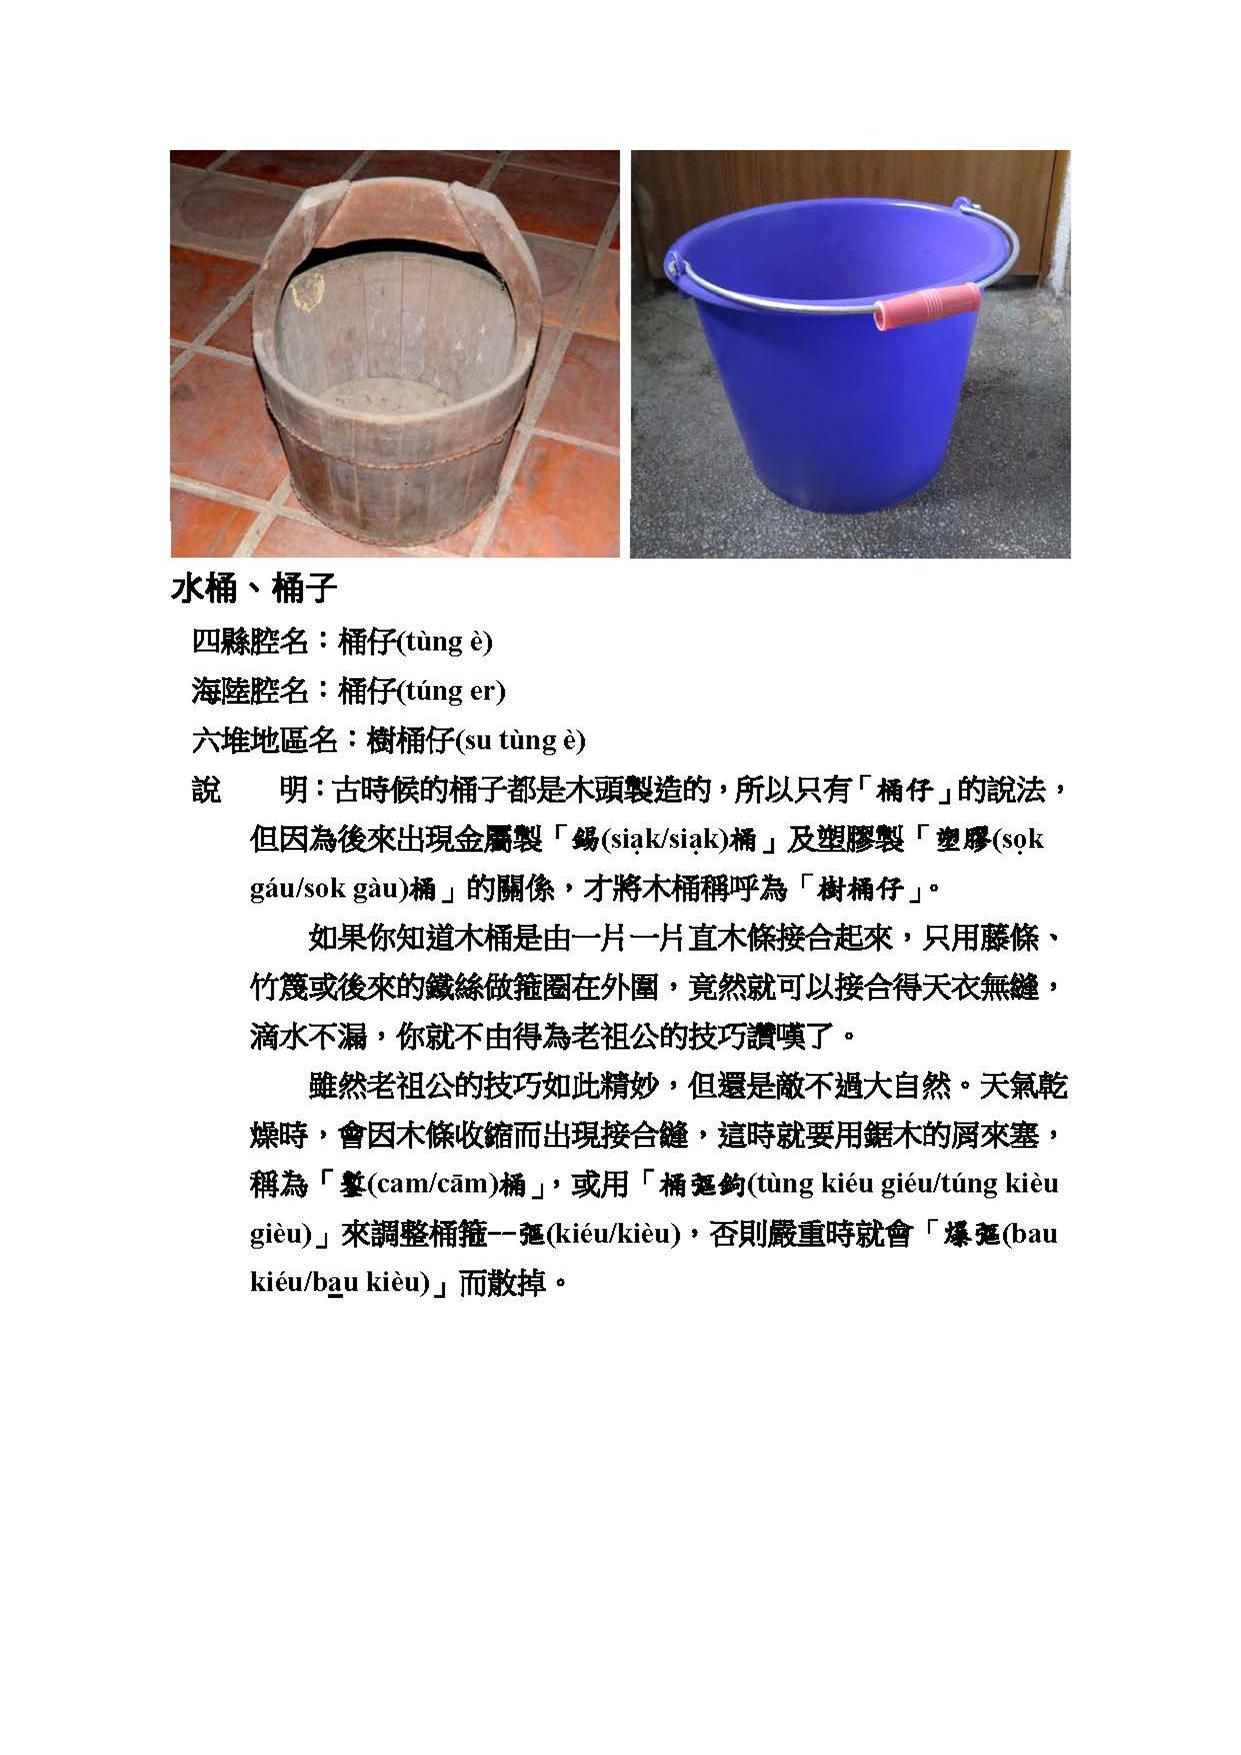 水桶、桶子
四縣腔名：桶仔(tùng è)
海陸腔名：桶仔(túng er)
六堆地區名：樹桶仔(su tùng è)
說　　明：古時候的桶子都是木頭製造的，所以只有「桶仔」的說法，
但因為後來出現金屬製「錫(sia̩k/sia̩k)桶」及塑膠製「塑膠(so̩k
gáu/sok gàu)桶」的關係，才將木桶稱呼為「樹桶仔」。
如果你知道木桶是由一片一片直木條接合起來，只用藤條、
竹篾或後來的鐵絲做箍圈在外圍，竟然就可以接合得天衣無縫，
滴水不漏，你就不由得為老祖公的技巧讚嘆了。
雖然老祖公的技巧如此精妙，但還是敵不過大自然。天氣乾
燥時，會因木條收縮而出現接合縫，這時就要用鋸木的屑來塞，
稱為「(cam/cām)桶」，或用「桶鉤(tùng kiéu giéu/túng kièu
gièu)」來調整桶箍--(kiéu/kièu)，否則嚴重時就會「爆(bau
kiéu/ba̲u kièu)」而散掉。